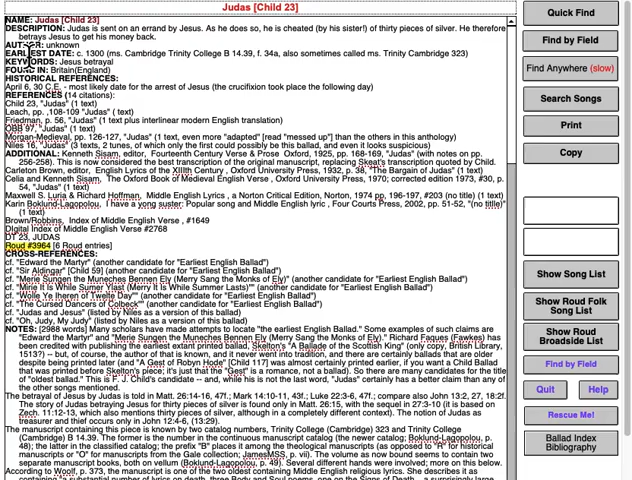 Judas [Child 23]
NAME: Judas [Child 23]
DESCRIPTION: Judas is sent on an errand by Jesus. As he does so, he is cheated (by his sister!) of thirty pieces of silver. He therefore
betrays Jesus to get his money back.
AUTHOR: unknown
EARLIEST DATE: c. 1300 (ms. Cambridge Trinity College B 14.39, f. 34a, also sometimes called ms. Trinity Cambridge 323)
KEYWORDS: Jesus betrayal
FOUND IN: Britain(England)
HISTORICAL REFERENCES:
April 6, 30 C.E. - most likely date for the arrest of Jesus (the crucifixion took place the following day)
REFERENCES (14 citations):
Child 23, "Judas" (1 text)
Leach, pp. ,108-109 "Judas" ( text)
Friedman, p. 56, "Judas" (1 text plus interlinear modern English translation)
OBB 97, "Judas" (1 text)
Morgan-Medieval, pp. 126-127, "Judas" (1 text, even more "adapted" [read "messed up"] than the others in this anthology)
Niles 16, "Judas" (3 texts, 2 tunes, of which only the first could possibly be this ballad, and even it looks suspicious)
ADDITIONAL: Kenneth Sisam, editor, Fourteenth Century Verse & Prose Oxford, 1925, pp. 168-169, "Judas" (with notes on pp.
256-258). This is now considered the best transcription of the original manuscript, replacing Skeat's transcription quoted by Child.
Carleton Brown, editor, English Lyrics of the XIIIth Century , Oxford University Press, 1932, p. 38, "The Bargain of Judas" (1 text)
Celia and Kenneth Sisam, The Oxford Book of Medieval English Verse , Oxford University Press, 1970; corrected edition 1973, #30, p.
54, "Judas" (1 text)
Maxwell S. Luria & Richard Hoffman, Middle English Lyrics , a Norton Critical Edition, Norton, 1974 pp, 196-197, #203 (no title) (1 text)
Karin Boklund-Lagopolou, I have a yong suster: Popular song and Middle English lyric , Four Courts Press, 2002, pp. 51-52, "(no title)"
(1 text)
Brown/Robbins, Index of Middle English Verse , #1649
Digital Index of Middle English Verse #2768
DT 23, JUDAS
Roud #3964 [6 Roud entries]
CROSS-REFERENCES:
cf. "Edward the Martyr" (another candidate for "Earliest English Ballad")
cf. "Sir Aldingar" [Child 59] (another candidate for "Earliest English Ballad")
cf. "Merie Sungen the Muneches Bennen Ely (Merry Sang the Monks of Ely)" (another candidate for "Earliest English Ballad")
cf. "Mirie It Is While Sumer Ylast (Merry It Is While Summer Lasts)"" (another candidate for "Earliest English Ballad")
cf. "Wolle Ye Iheren of Twelte Day"" (another candidate for "Earliest English Ballad")
cf. "The Cursed Dancers of Colbeck"" (another candidate for "Earliest English Ballad")
cf. "Judas and Jesus" (listed by Niles as a version of this ballad)
cf. "Oh, Judy, My Judy" (listed by Niles as a version of this ballad)
NOTES: [2988 words] Many scholars have made attempts to locate "the earliest English Ballad." Some examples of such claims are
"Edward the Martyr" and "Merie Sungen the Muneches Bennen Ely (Merry Sang the Monks of Ely)." Richard Faques (Fawkes) has
been credited with publishing the earliest extant printed ballad, Skelton's "A Ballade of the Scottish King" (only copy, British Library,
1513?) -- but, of course, the author of that is known, and it never went into tradition, and there are certainly ballads that are older
despite being printed later (and "A Gest of Robyn Hode" [Child 117] was almost certainly printed earlier, if you want a Child Ballad
that was printed before Skelton's piece; it's just that "Gest" is a romance, not a ballad). So there are many candidates for the title
of "oldest ballad." This is F. J. Child's candidate -- and, while his is not the last word, "Judas" certainly has a better claim than any of
the other songs mentioned.
The betrayal of Jesus by Judas is told in Matt. 26:14-16, 47f.; Mark 14:10-11, 43f.; Luke 22:3-6, 47f.; compare also John 13:2, 27, 18:2f.
The story of Judas betraying Jesus for thirty pieces of silver is found only in Matt. 26:15, with the sequel in 27:3-10 (it is based on
Zech. 11:12-13, which also mentions thirty pieces of silver, although in a completely different context). The notion of Judas as
treasurer and thief occurs only in John 12:4-6, (13:29).
The manuscript containing this piece is known by two catalog numbers, Trinity College (Cambridge) 323 and Trinity College
(Cambridge) B 14.39. The former is the number in the continuous manuscript catalog (the newer catalog; Boklund-Lagopolou, p.
48); the latter in the classified catalog; the prefix "B" places it among the theological manuscripts (as opposed to "R" for historical
manuscripts or "O" for manuscripts from the Gale collection; JamesMSS, p. vii). The volume as now bound seems to contain two
separate manuscript books, both on vellum (Boklund-Lagopolou, p. 49). Several different hands were involved; more on this below.
According to Woolf, p. 373, the manuscript is one of the two oldest containing Middle English religious lyrics. She describes it as
Quick Find
Find by Field
Find Anywhere (slow)
Search Songs
Print
Copy
Show Song List
Show Roud Folk
Song List
Show Roud
Broadside List
Find by Field
Quit
Help
Rescue Me!
Ballad Index
Bibliography